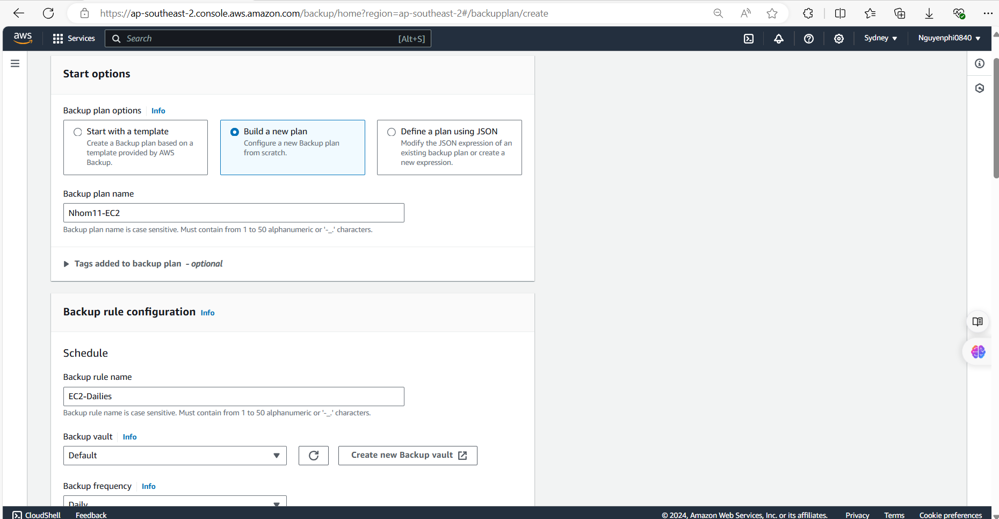 https://ap-southeast-2.console.aws.amazon.com/backup/home?region=ap-southeast-2#/backupplan/create
aws
Services
Search
[Alt+S]
Sydney ▼
Nguyenphi0840 ▼
Start options
Backup plan options
Info
Start with a template
Create a Backup plan based on a
template provided by AWS
Backup.
Build a new plan
Configure a new Backup plan
from scratch.
Define a plan using JSON
Modify the JSON expression of an
existing backup plan or create a
new expression.
Backup plan name
Nhom11-EC2
Backup plan name is case sensitive. Must contain from 1 to 50 alphanumeric or '-_.' characters.
Tags added to backup plan - optional
Backup rule configuration Info
Schedule
Backup rule name
EC2-Dailies
Backup rule name is case sensitive. Must contain from 1 to 50 alphanumeric or '-_.' characters.
Backup vault
Info
Default
Create new Backup vault
Backup frequency
Info
Daily
CloudShell
Feedback
© 2024, Amazon Web Services, Inc. or its affiliates.
Privacy
Terms
Cookie preferences